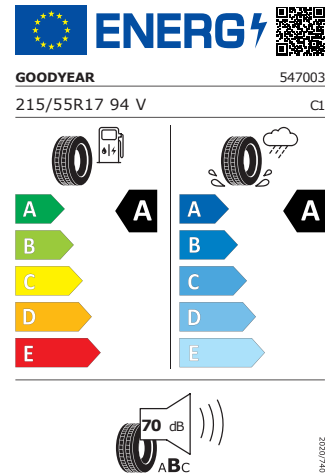 ENERG
GOODYEAR 547003
215/55R17 94 V C1
A A A A
B B
C C
D D
E E
70 dB
ABC
2020/740